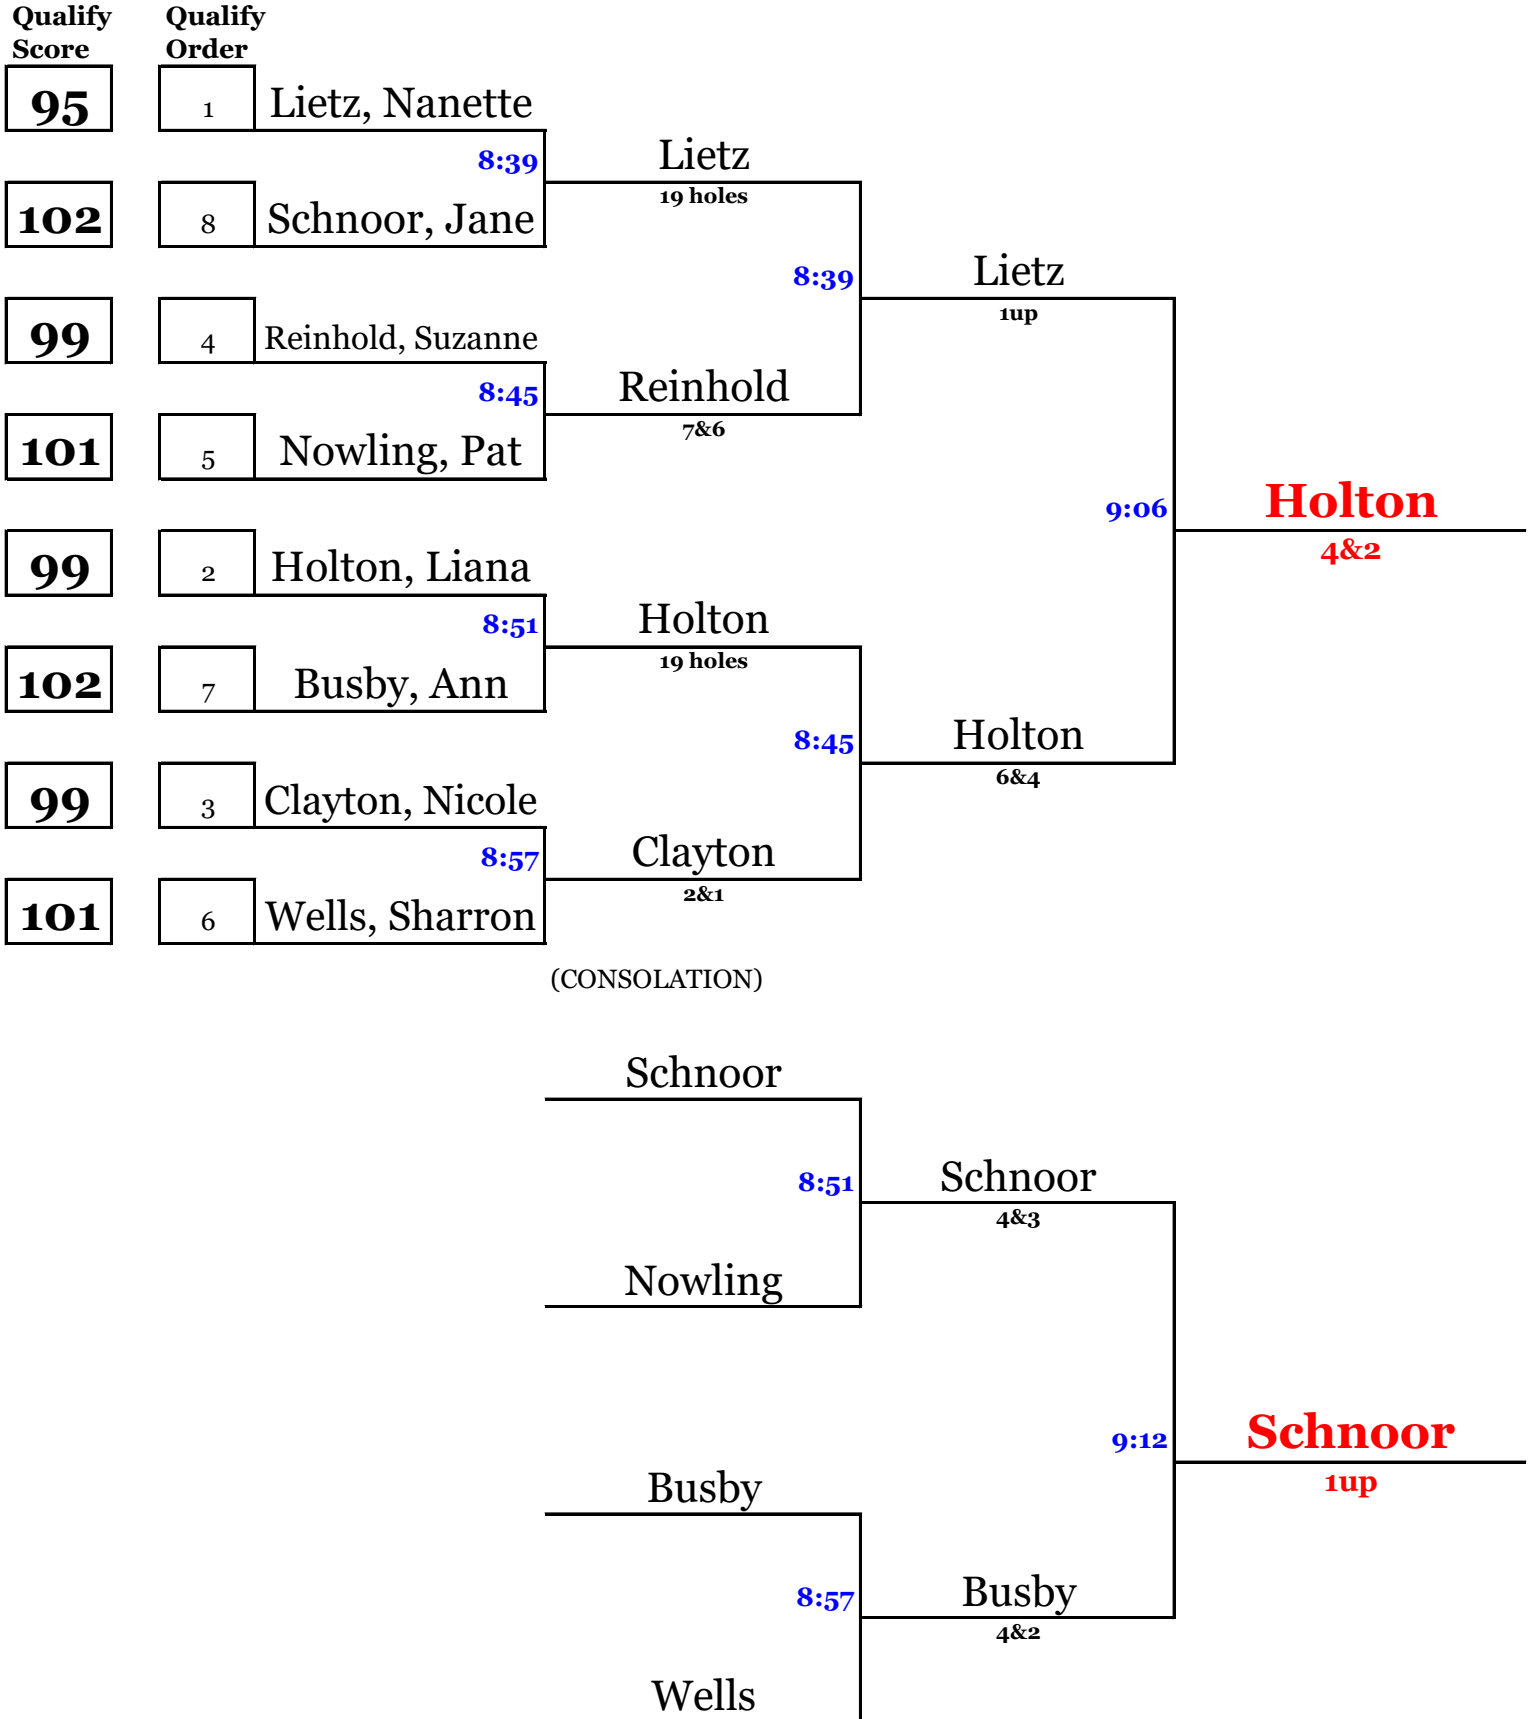 Qualify Qualify
Score Order
95 1 Lietz, Nanette
8:39 Lietz
19 holes
102 8 Schnoor, Jane
8:39 Lietz
1up
99 4 Reinhold, Suzanne
8:45 Reinhold
7&6
101 5 Nowling, Pat
9:06 Holton
4&2
99 2 Holton, Liana
8:51 Holton
19 holes
102 7 Busby, Ann
8:45 Holton
6&4
99 3 Clayton, Nicole
8:57 Clayton
2&1
101 6 Wells, Sharron
(CONSOLATION)
Schnoor
8:51 Schnoor
4&3
Nowling
9:12 Schnoor
1up
Busby
8:57 Busby
4&2
Wells